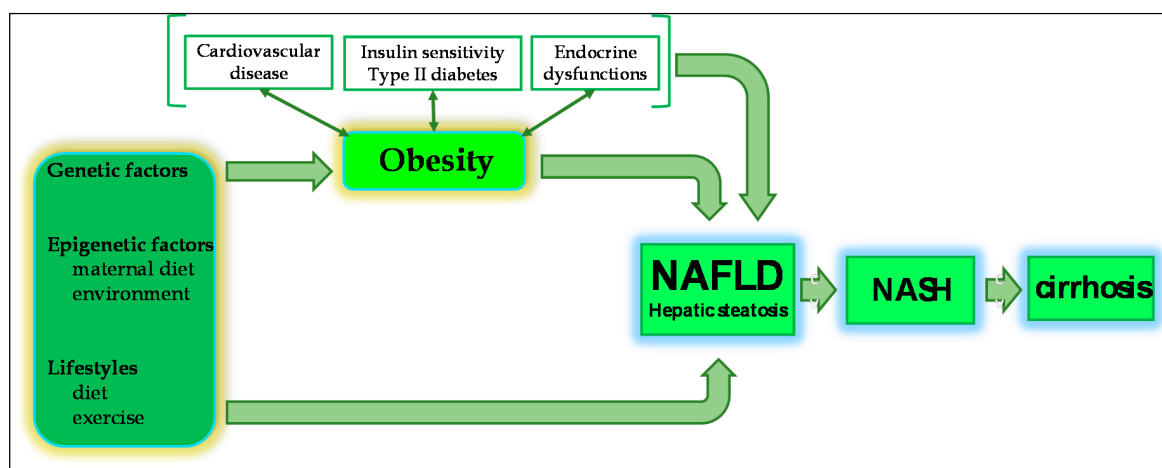 Cardiovascular
disease
Insulin sensitivity
Type II diabetes
Endocrine
dysfunctions
Obesity
Genetic factors
Epigenetic factors
maternal diet
environment
Lifestyles
diet
exercise
NAFLD
Hepatic steatosis
NASH
cirrhosis